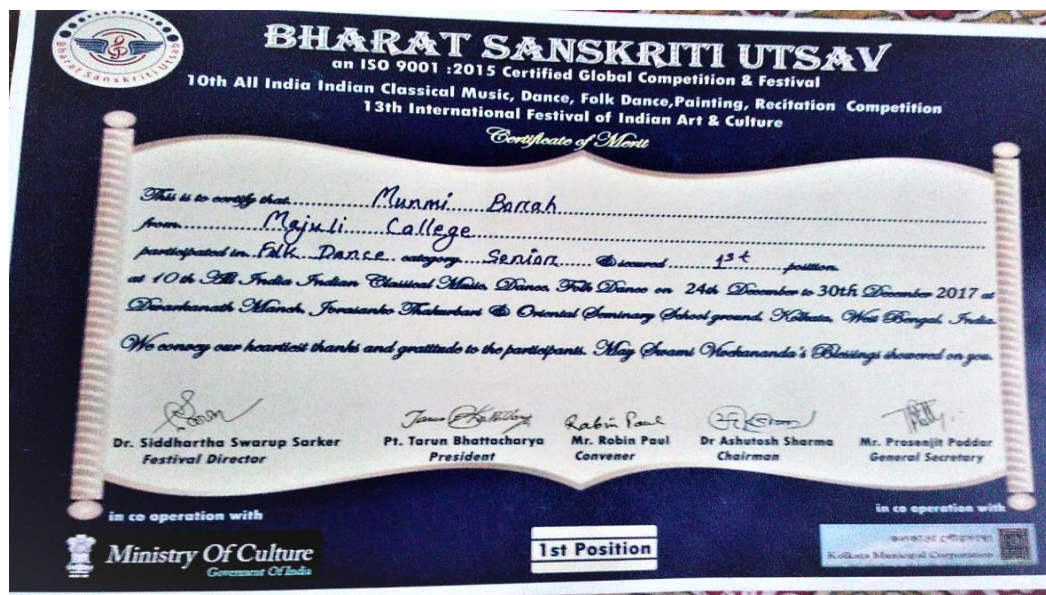 Bharat Sanskriti Utsab
BHARAT SANSKRITI UTSAV
an ISO 9001 :2015 Certified Global Competition & Festival
10th All India Indian Classical Music, Dance, Folk Dance,Painting, Recitation Competition
13th International Festival of Indian Art & Culture
Certificate of Merit
This is to certify that Munmi Borah
from Majuli College
participated in Folk Dance category Senior & secured 1st position.
at 10th All India Indian Classical Music, Dance, Folk Dance on 24th December to 30th December 2017 at
Dwarkanath Manch, Jorasanko Thakurbari & Oriental Seminary School ground, Kolkata, West Bengal, India.
We convey our heartiest thanks and gratitude to the participants. May Swami Vivekananda's Blessings showered on you.
Rabin Paul
Dr. Siddhartha Swarup Sarker Pt. Tarun Bhattacharya Mr. Robin Paul Dr Ashutosh Sharma Mr. Prosenjit Poddar
Festival Director President Convener Chairman General Secretary
in co operation with in co operation with
Ministry Of Culture
Government Of India
1st Position
কলকাতা পৌরসংস্থা
Kolkata Municipal Corporation